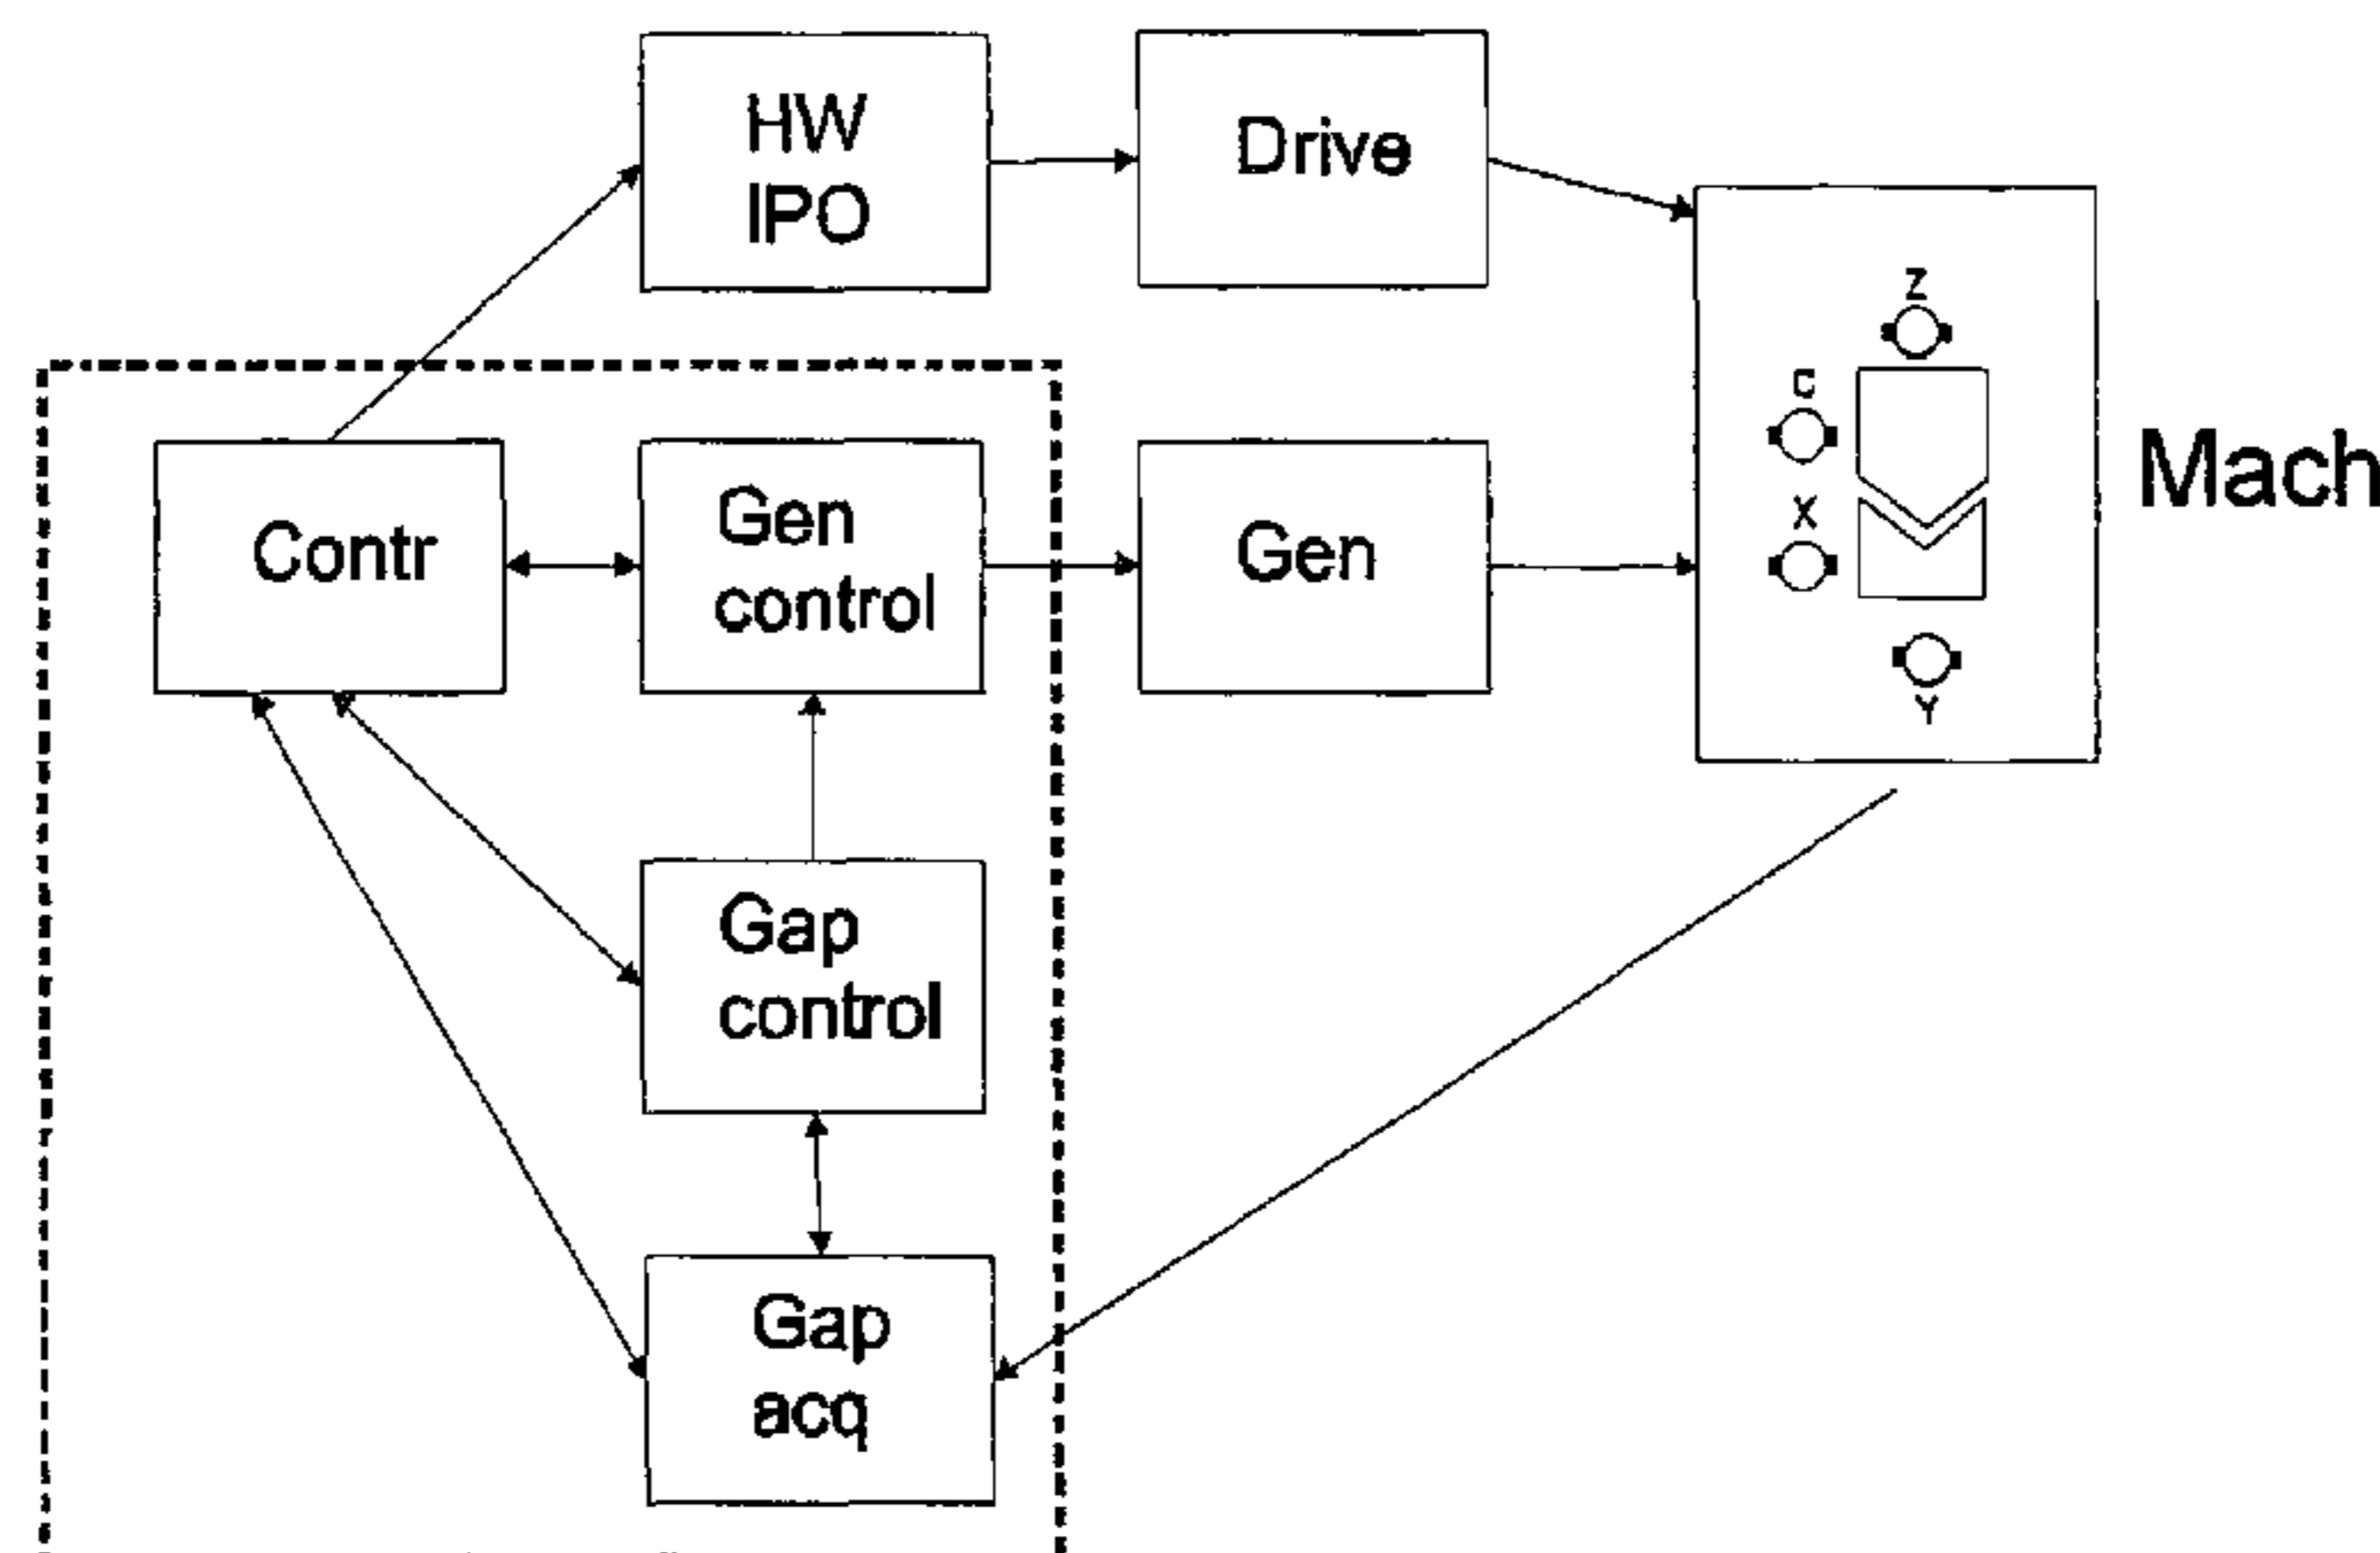 HW
IPO
Drive
Z
C
X
Y
Mach
Contr
Gen
control
Gen
Gap
control
Gap
acq